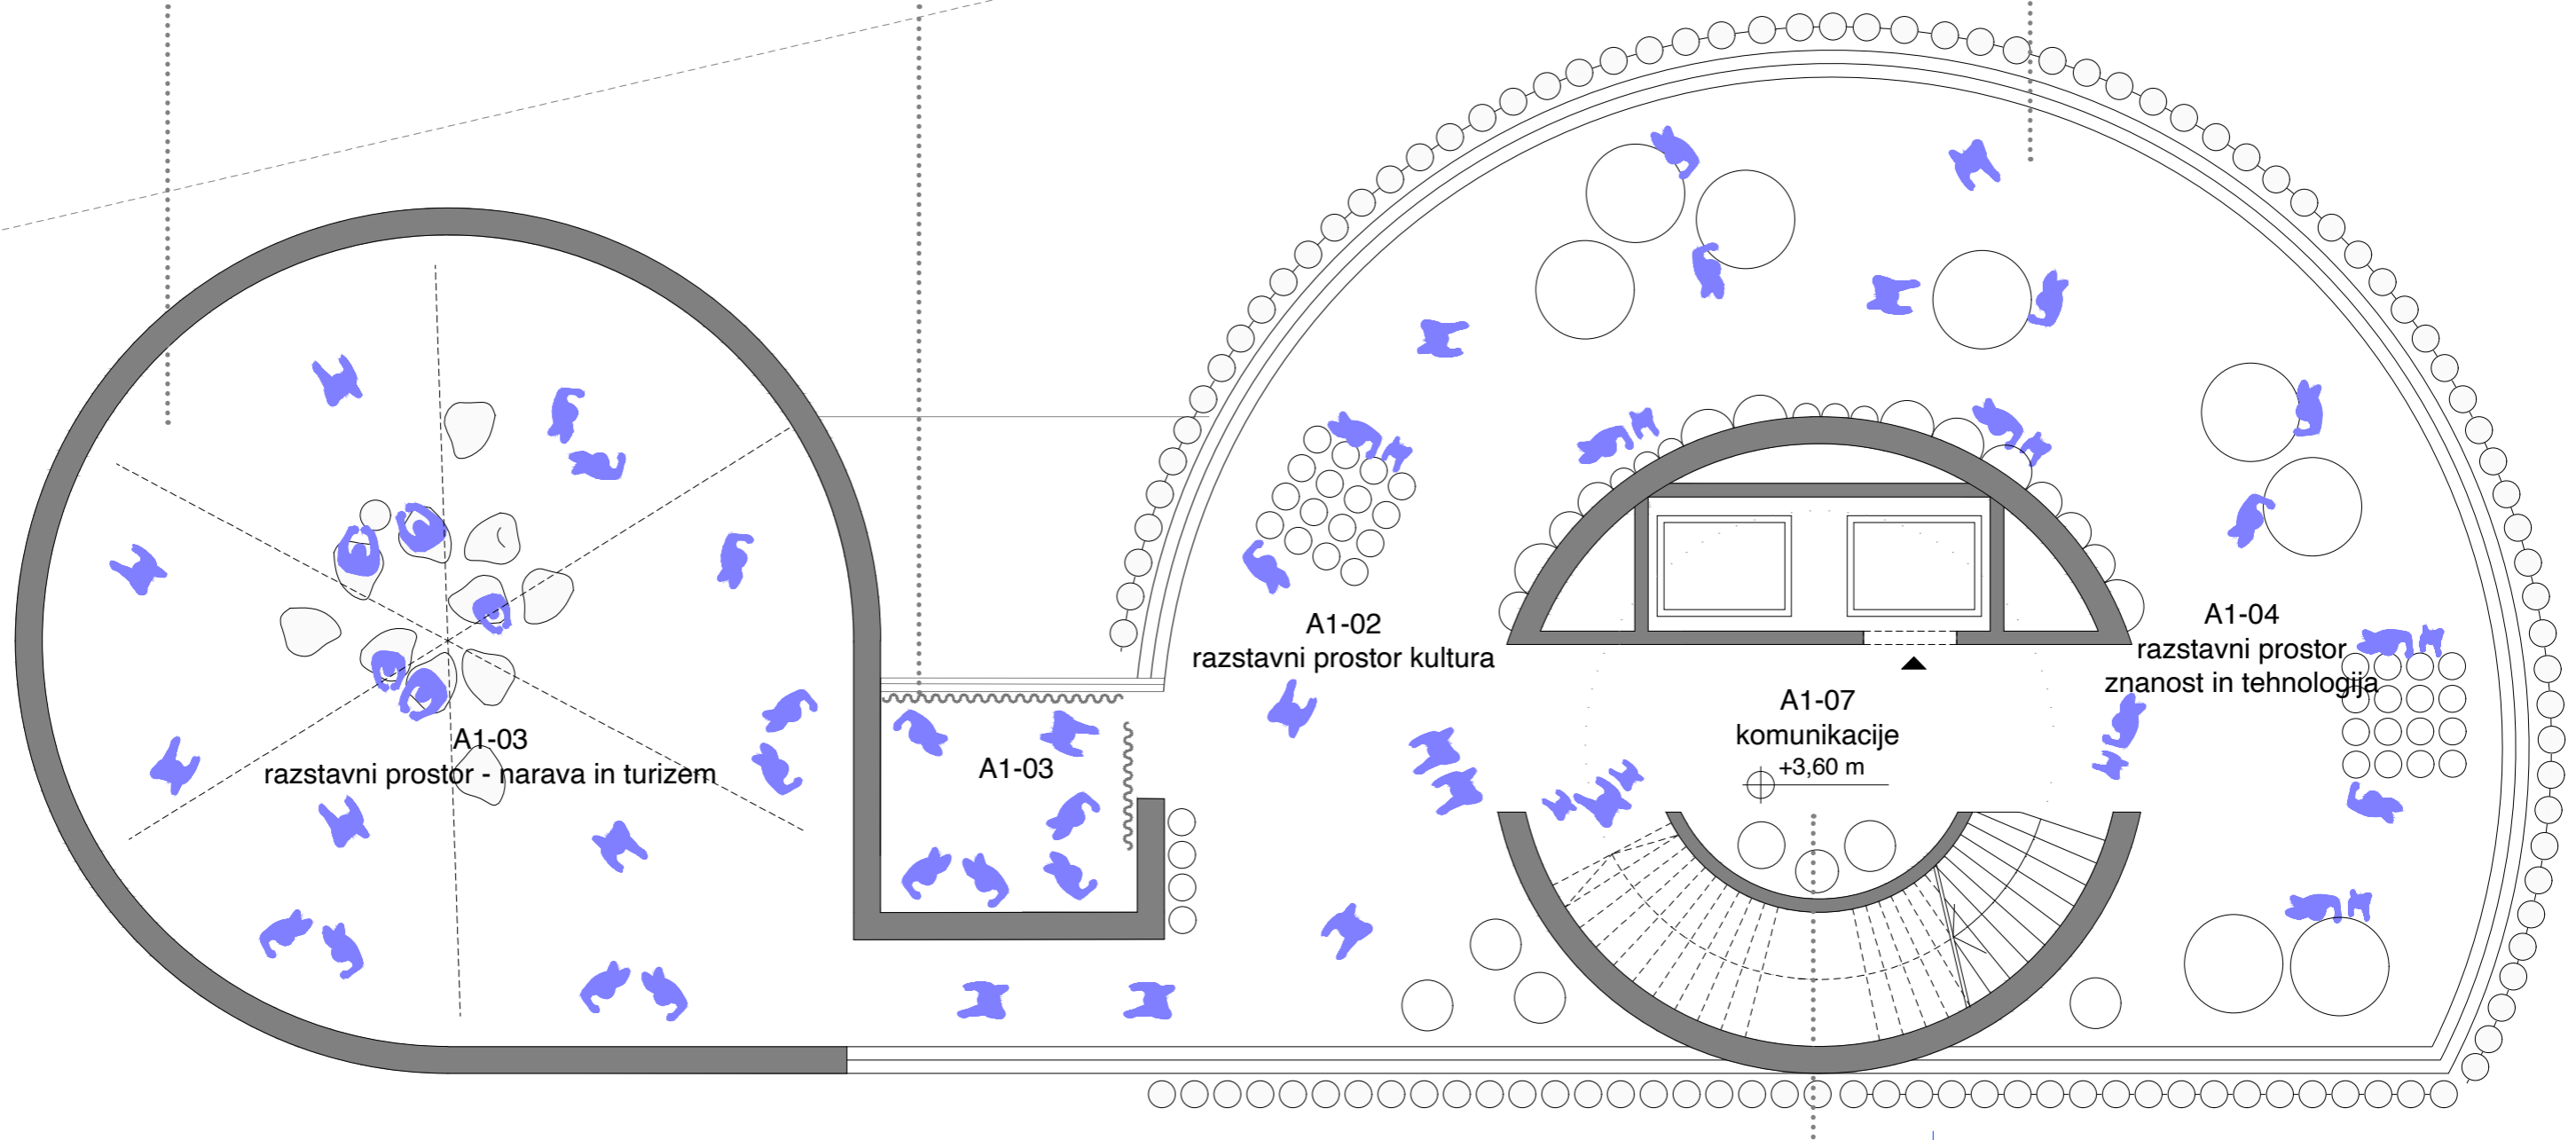 A1-03
razstavni prostor - narava in turizem
A1-03
A1-02
razstavni prostor kultura
A1-07
komunikacije
+3,60 m
A1-04
razstavni prostor
znanost in tehnologija